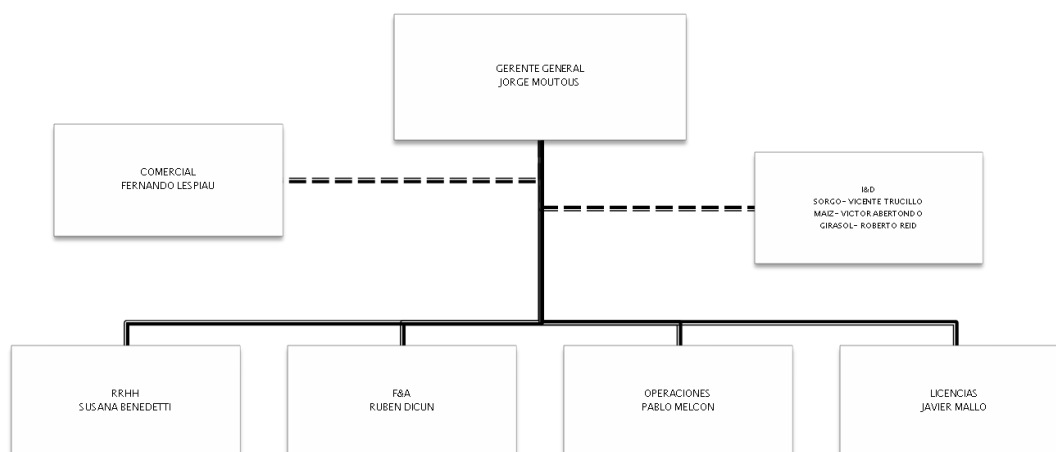 GERENTE GENERAL
JORGE MOUTOUS
COMERCIAL
FERNANDO LESPIAU
I&D
SORGO- VICENTE TRUCILLO
MAIZ- VICTOR ABERTONDO
GIRASOL- ROBERTO REID
RRHH
SUSANA BENEDETTI
F&A
RUBEN DICUN
OPERACIONES
PABLO MELCON
LICENCIAS
JAVIER MALLO